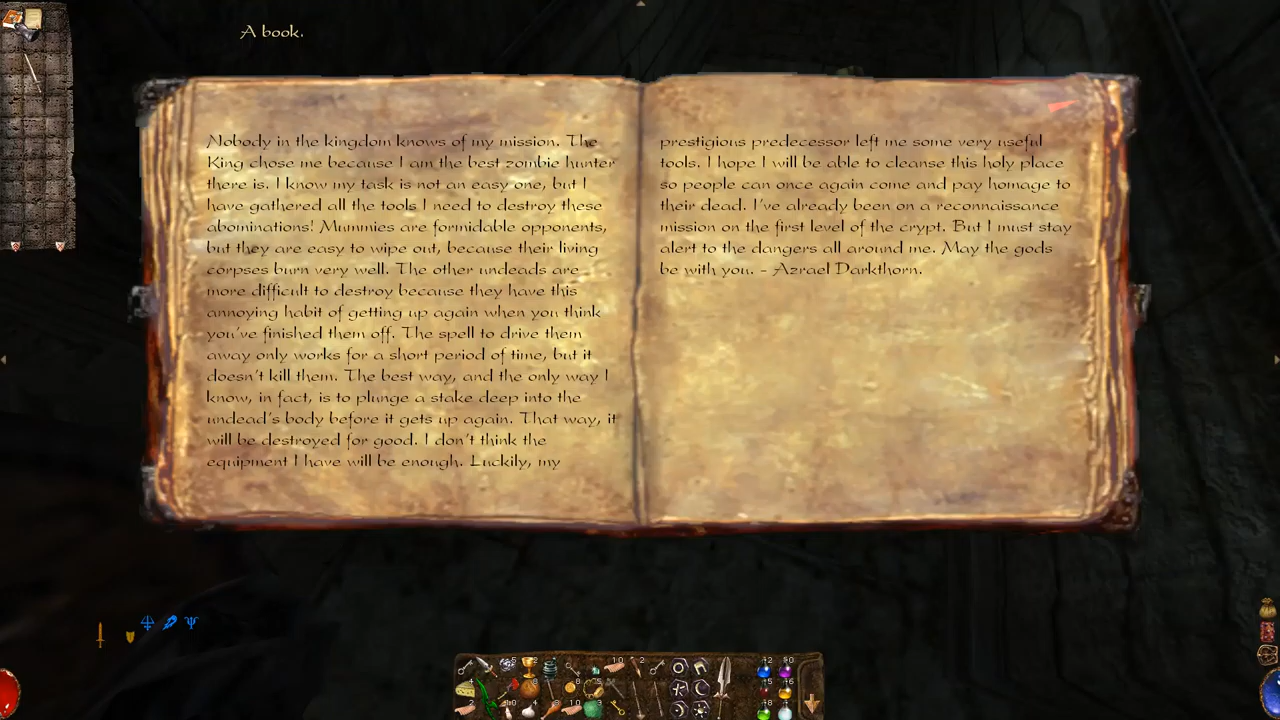 A book.
Nobody in the kingdom knows of my mission. The
King chose me because I am the best zombie hunter
there is. I know my task is not an easy one, but I
have gathered all the tools I need to destroy these
abominations! Mummies are formidable opponents,
but they are easy to wipe out, because their living
corpses burn very well. The other undeads are
more difficult to destroy because they have this
annoying habit of getting up again when you think
you've finished them off. The spell to drive them
away only works for a short period of time, but it
doesn't kill them. The best way, and the only way I
know, in fact, is to plunge a stake deep into the
undead's body before it gets up again. That way, it
will be destroyed for good. I don't think the
equipment I have will be enough. Luckily, my
prestigious predecessor left me some very useful
tools. I hope I will be able to cleanse this holy place
so people can once again come and pay homage to
their dead. I've already been on a reconnaissance
mission on the first level of the crypt. But I must stay
alert to the dangers all around me. May the gods
be with you. - Azrael Darkthorn.